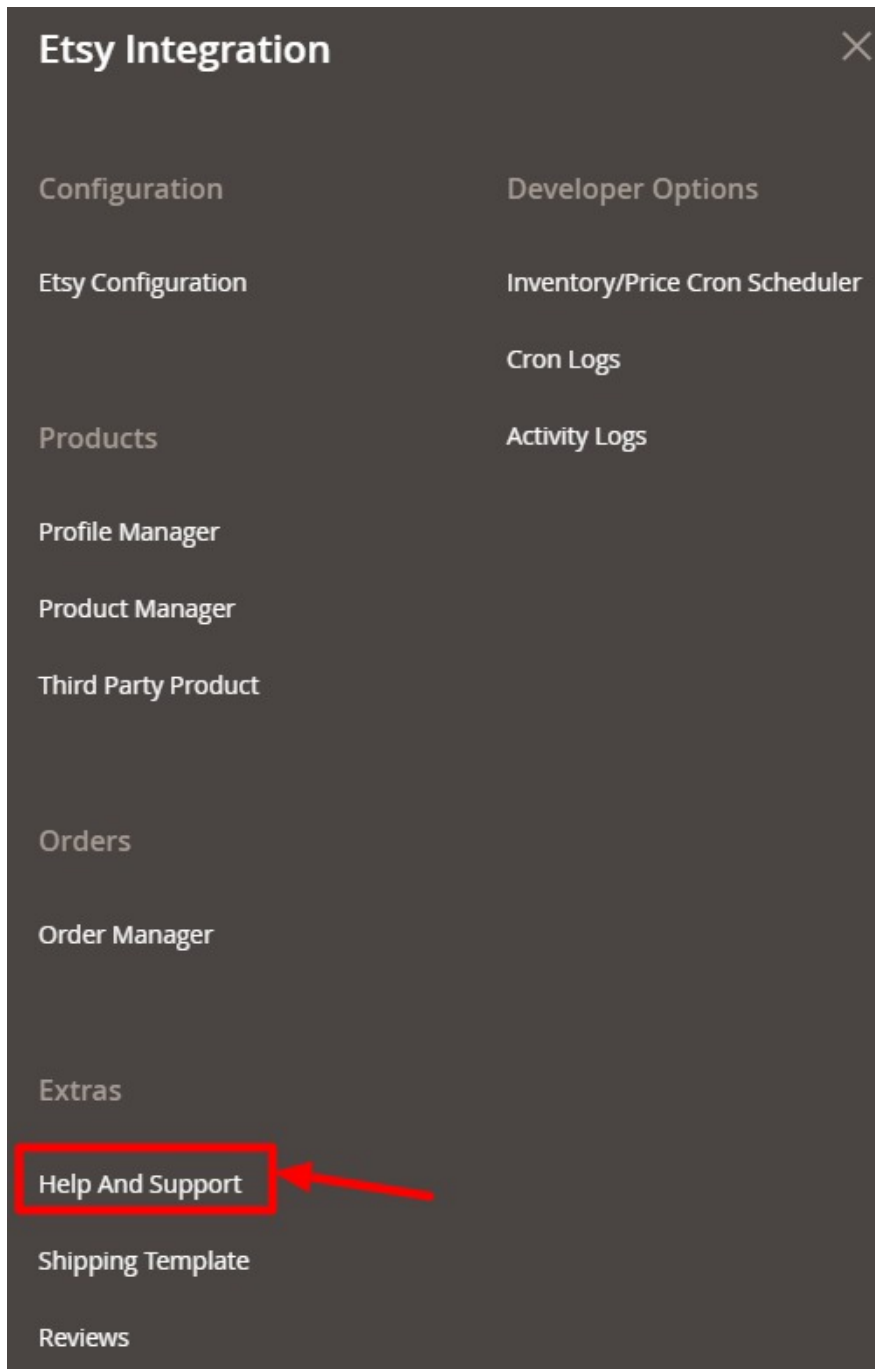 Etsy Integration
Configuration
Etsy Configuration
Products
Profile Manager
Product Manager
Third Party Product
Orders
Order Manager
Extras
Help And Support
Shipping Template
Reviews
Developer Options
Inventory/Price Cron Scheduler
Cron Logs
Activity Logs